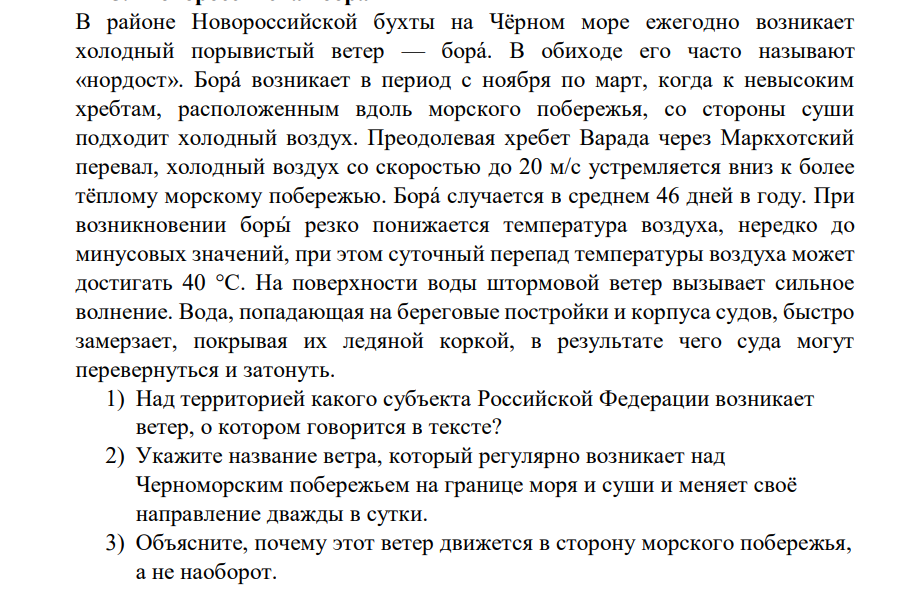 В районе Новороссийской бухты на Чёрном море ежегодно возникает
холодный порывистый ветер — борá. В обиходе его часто называют
«нордост». Борá возникает в период с ноября по март, когда к невысоким
хребтам, расположенным вдоль морского побережья, со стороны суши
подходит холодный воздух. Преодолевая хребет Варада через Маркхотский
перевал, холодный воздух со скоростью до 20 м/с устремляется вниз к более
тёплому морскому побережью. Борá случается в среднем 46 дней в году. При
возникновении боры́ резко понижается температура воздуха, нередко до
минусовых значений, при этом суточный перепад температуры воздуха может
достигать 40 °С. На поверхности воды штормовой ветер вызывает сильное
волнение. Вода, попадающая на береговые постройки и корпуса судов, быстро
замерзает, покрывая их ледяной коркой, в результате чего суда могут
перевернуться и затонуть.
1) Над территорией какого субъекта Российской Федерации возникает
ветер, о котором говорится в тексте?
2) Укажите название ветра, который регулярно возникает над
Черноморским побережьем на границе моря и суши и меняет своё
направление дважды в сутки.
3) Объясните, почему этот ветер движется в сторону морского побережья,
а не наоборот.